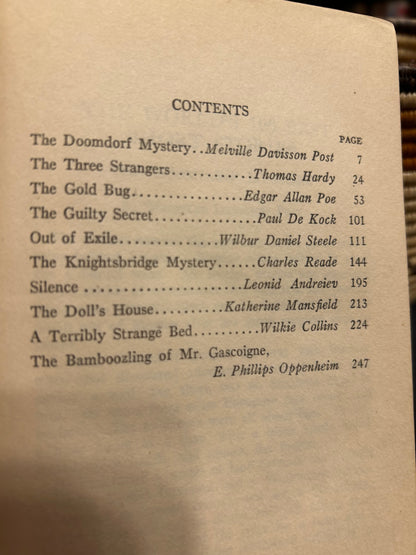 CONTENTS
PAGE
The Doomdorf Mystery..Melville Davisson Post 7
The Three Strangers............Thomas Hardy 24
The Gold Bug................Edgar Allan Poe 53
The Guilty Secret...............Paul De Kock 101
Out of Exile..............Wilbur Daniel Steele 111
The Knightsbridge Mystery......Charles Reade 144
Silence ......................Leonid Andreiev 195
The Doll's House..........Katherine Mansfield 213
A Terribly Strange Bed..........Wilkie Collins 224
The Bamboozling of Mr. Gascoigne,
E. Phillips Oppenheim 247